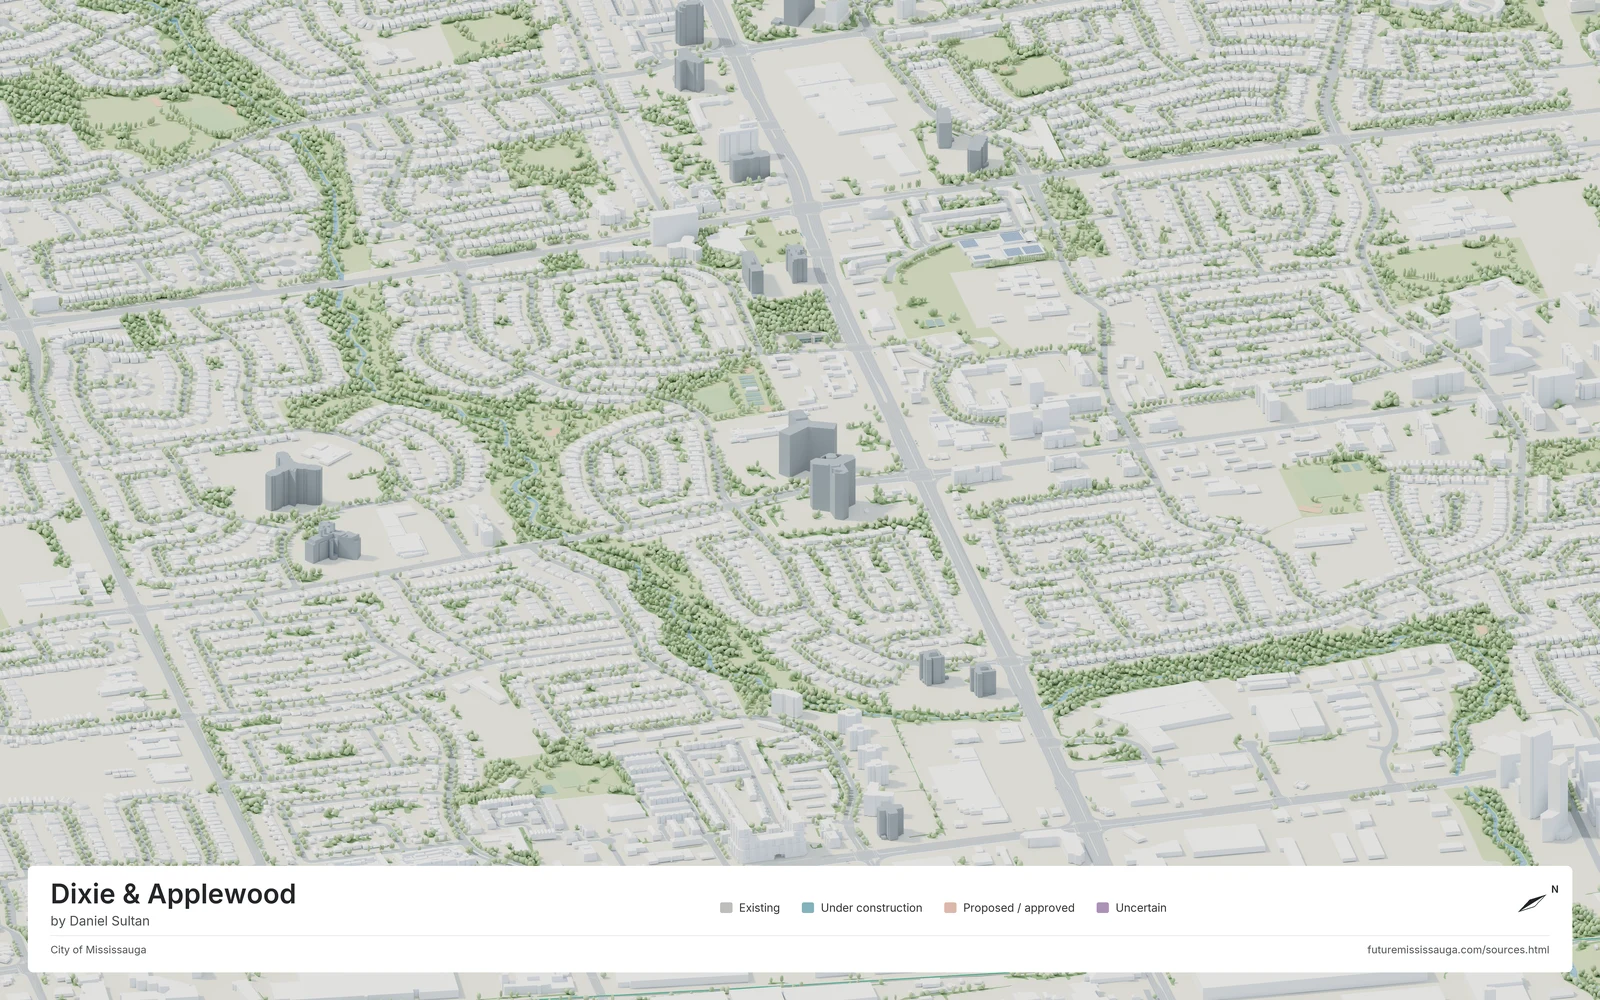 Dixie & Applewood
by Daniel Sultan
Existing
Under construction
Proposed / approved
Uncertain
N
City of Mississauga
futuremississauga.com/sources.html